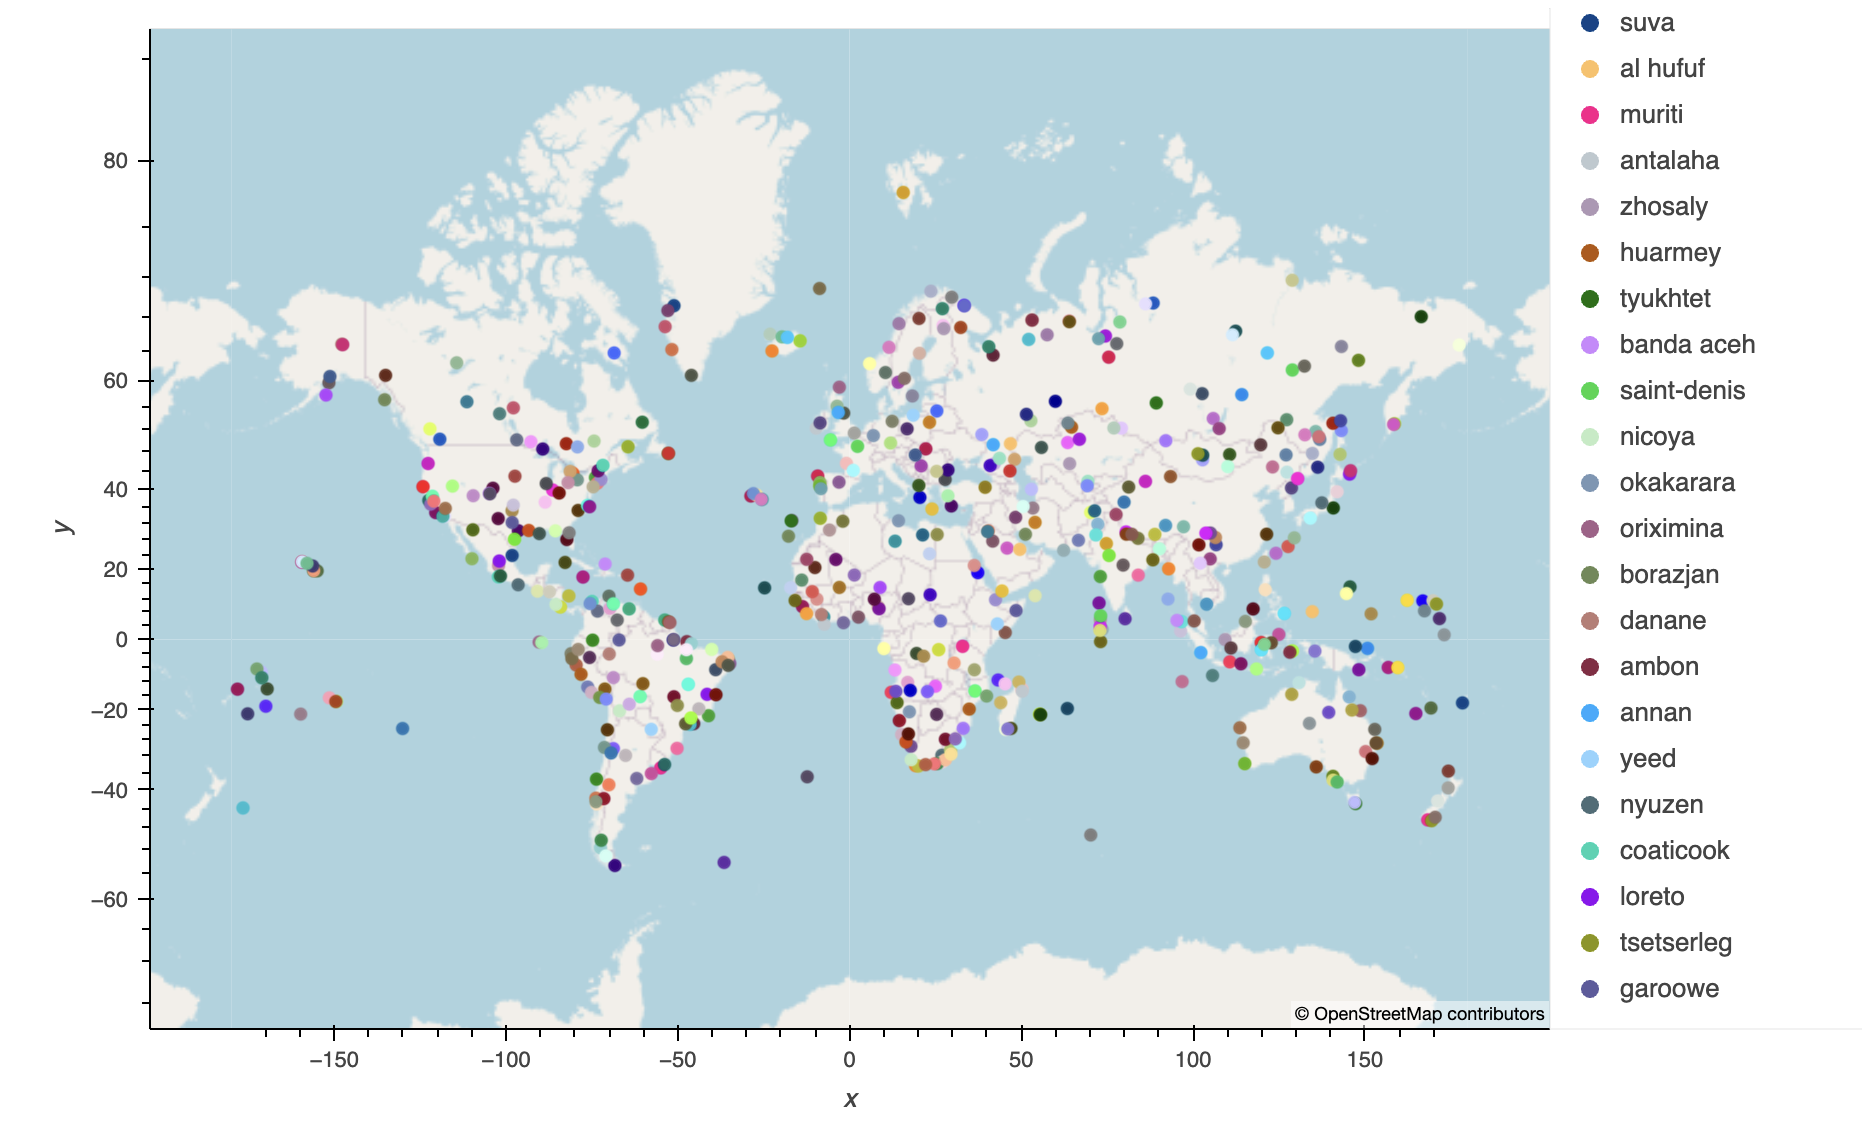 suva
al hufuf
muriti
antalaha
zhosaly
huarmey
tyukhtet
banda aceh
saint-denis
nicoya
okakarara
oriximina
borazjan
danane
ambon
annan
yeed
nyuzen
coaticook
loreto
tsetserleg
garoowe
80
60
40
20
0
−20
−40
−60
y
© OpenStreetMap contributors
−150 −100 −50 0 50 100 150
x